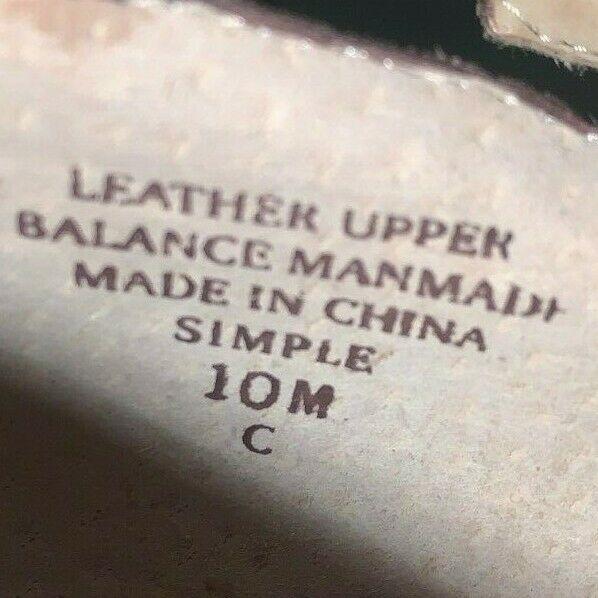 LEATHER UPPER
BALANCE MANMADE
MADE IN CHINA
SIMPLE
10M
C